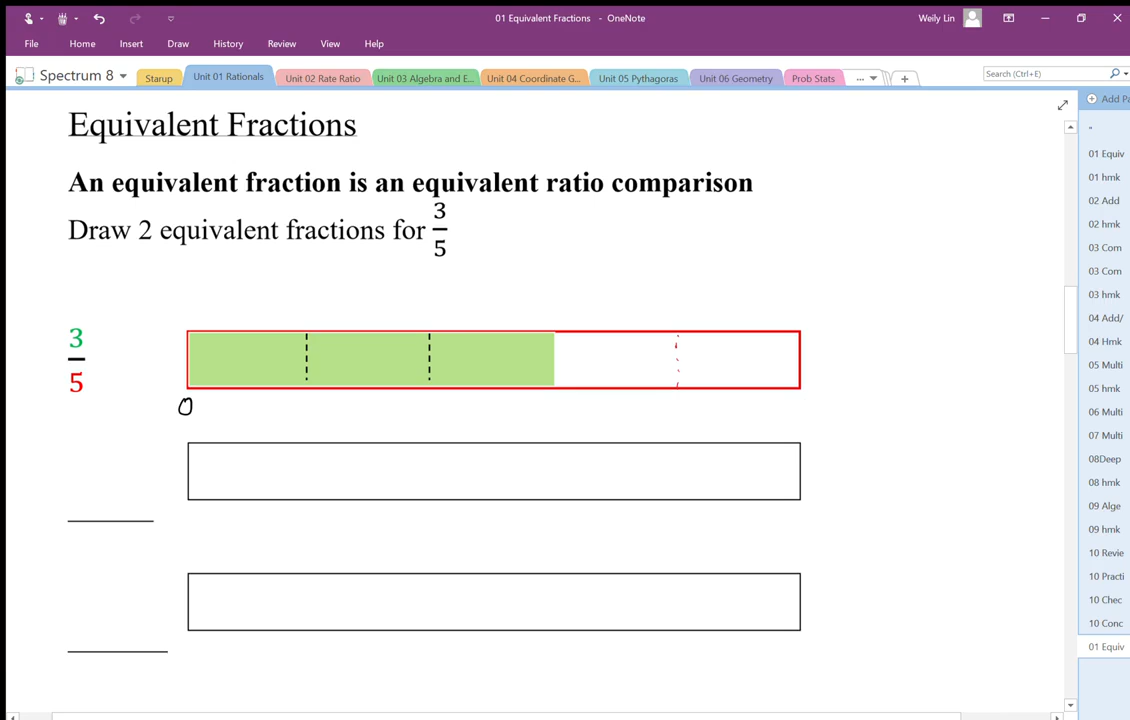 01 Equivalent Fractions - OneNote
Weily Lin
File Home Insert Draw History Review View Help
Spectrum 8
Starup
Unit 01 Rationals
Unit 02 Rate Ratio
Unit 03 Algebra and E...
Unit 04 Coordinate G...
Unit 05 Pythagoras
Unit 06 Geometry
Prob Stats
...
+
Search (Ctrl+E)
Equivalent Fractions
An equivalent fraction is an equivalent ratio comparison
Draw 2 equivalent fractions for 3/5
3
5
0
Add Pa
"
01 Equiv
01 hmk
02 Add
02 hmk
03 Com
03 Com
03 hmk
04 Add/
04 Hmk
05 Multi
05 hmk
06 Multi
07 Multi
08Deep
08 hmk
09 Alge
09 hmk
10 Revie
10 Practi
10 Chec
10 Conc
01 Equiv